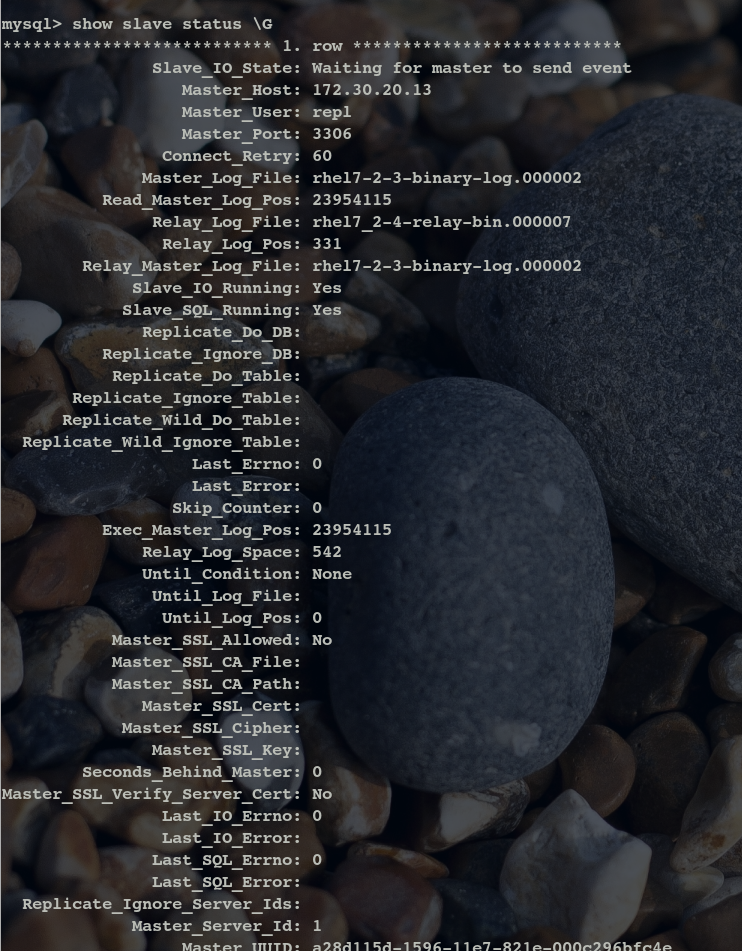 mysql> show slave status \G
*************************** 1. row ***************************
Slave_IO_State: Waiting for master to send event
Master_Host: 172.30.20.13
Master_User: repl
Master_Port: 3306
Connect_Retry: 60
Master_Log_File: rhel7-2-3-binary-log.000002
Read_Master_Log_Pos: 23954115
Relay_Log_File: rhel7_2-4-relay-bin.000007
Relay_Log_Pos: 331
Relay_Master_Log_File: rhel7-2-3-binary-log.000002
Slave_IO_Running: Yes
Slave_SQL_Running: Yes
Replicate_Do_DB:
Replicate_Ignore_DB:
Replicate_Do_Table:
Replicate_Ignore_Table:
Replicate_Wild_Do_Table:
Replicate_Wild_Ignore_Table:
Last_Errno: 0
Last_Error:
Skip_Counter: 0
Exec_Master_Log_Pos: 23954115
Relay_Log_Space: 542
Until_Condition: None
Until_Log_File:
Until_Log_Pos: 0
Master_SSL_Allowed: No
Master_SSL_CA_File:
Master_SSL_CA_Path:
Master_SSL_Cert:
Master_SSL_Cipher:
Master_SSL_Key:
Seconds_Behind_Master: 0
Master_SSL_Verify_Server_Cert: No
Last_IO_Errno: 0
Last_IO_Error:
Last_SQL_Errno: 0
Last_SQL_Error:
Replicate_Ignore_Server_Ids:
Master_Server_Id: 1
Master_UUID: a28d115d-1596-11e7-821e-000c296bfc4e